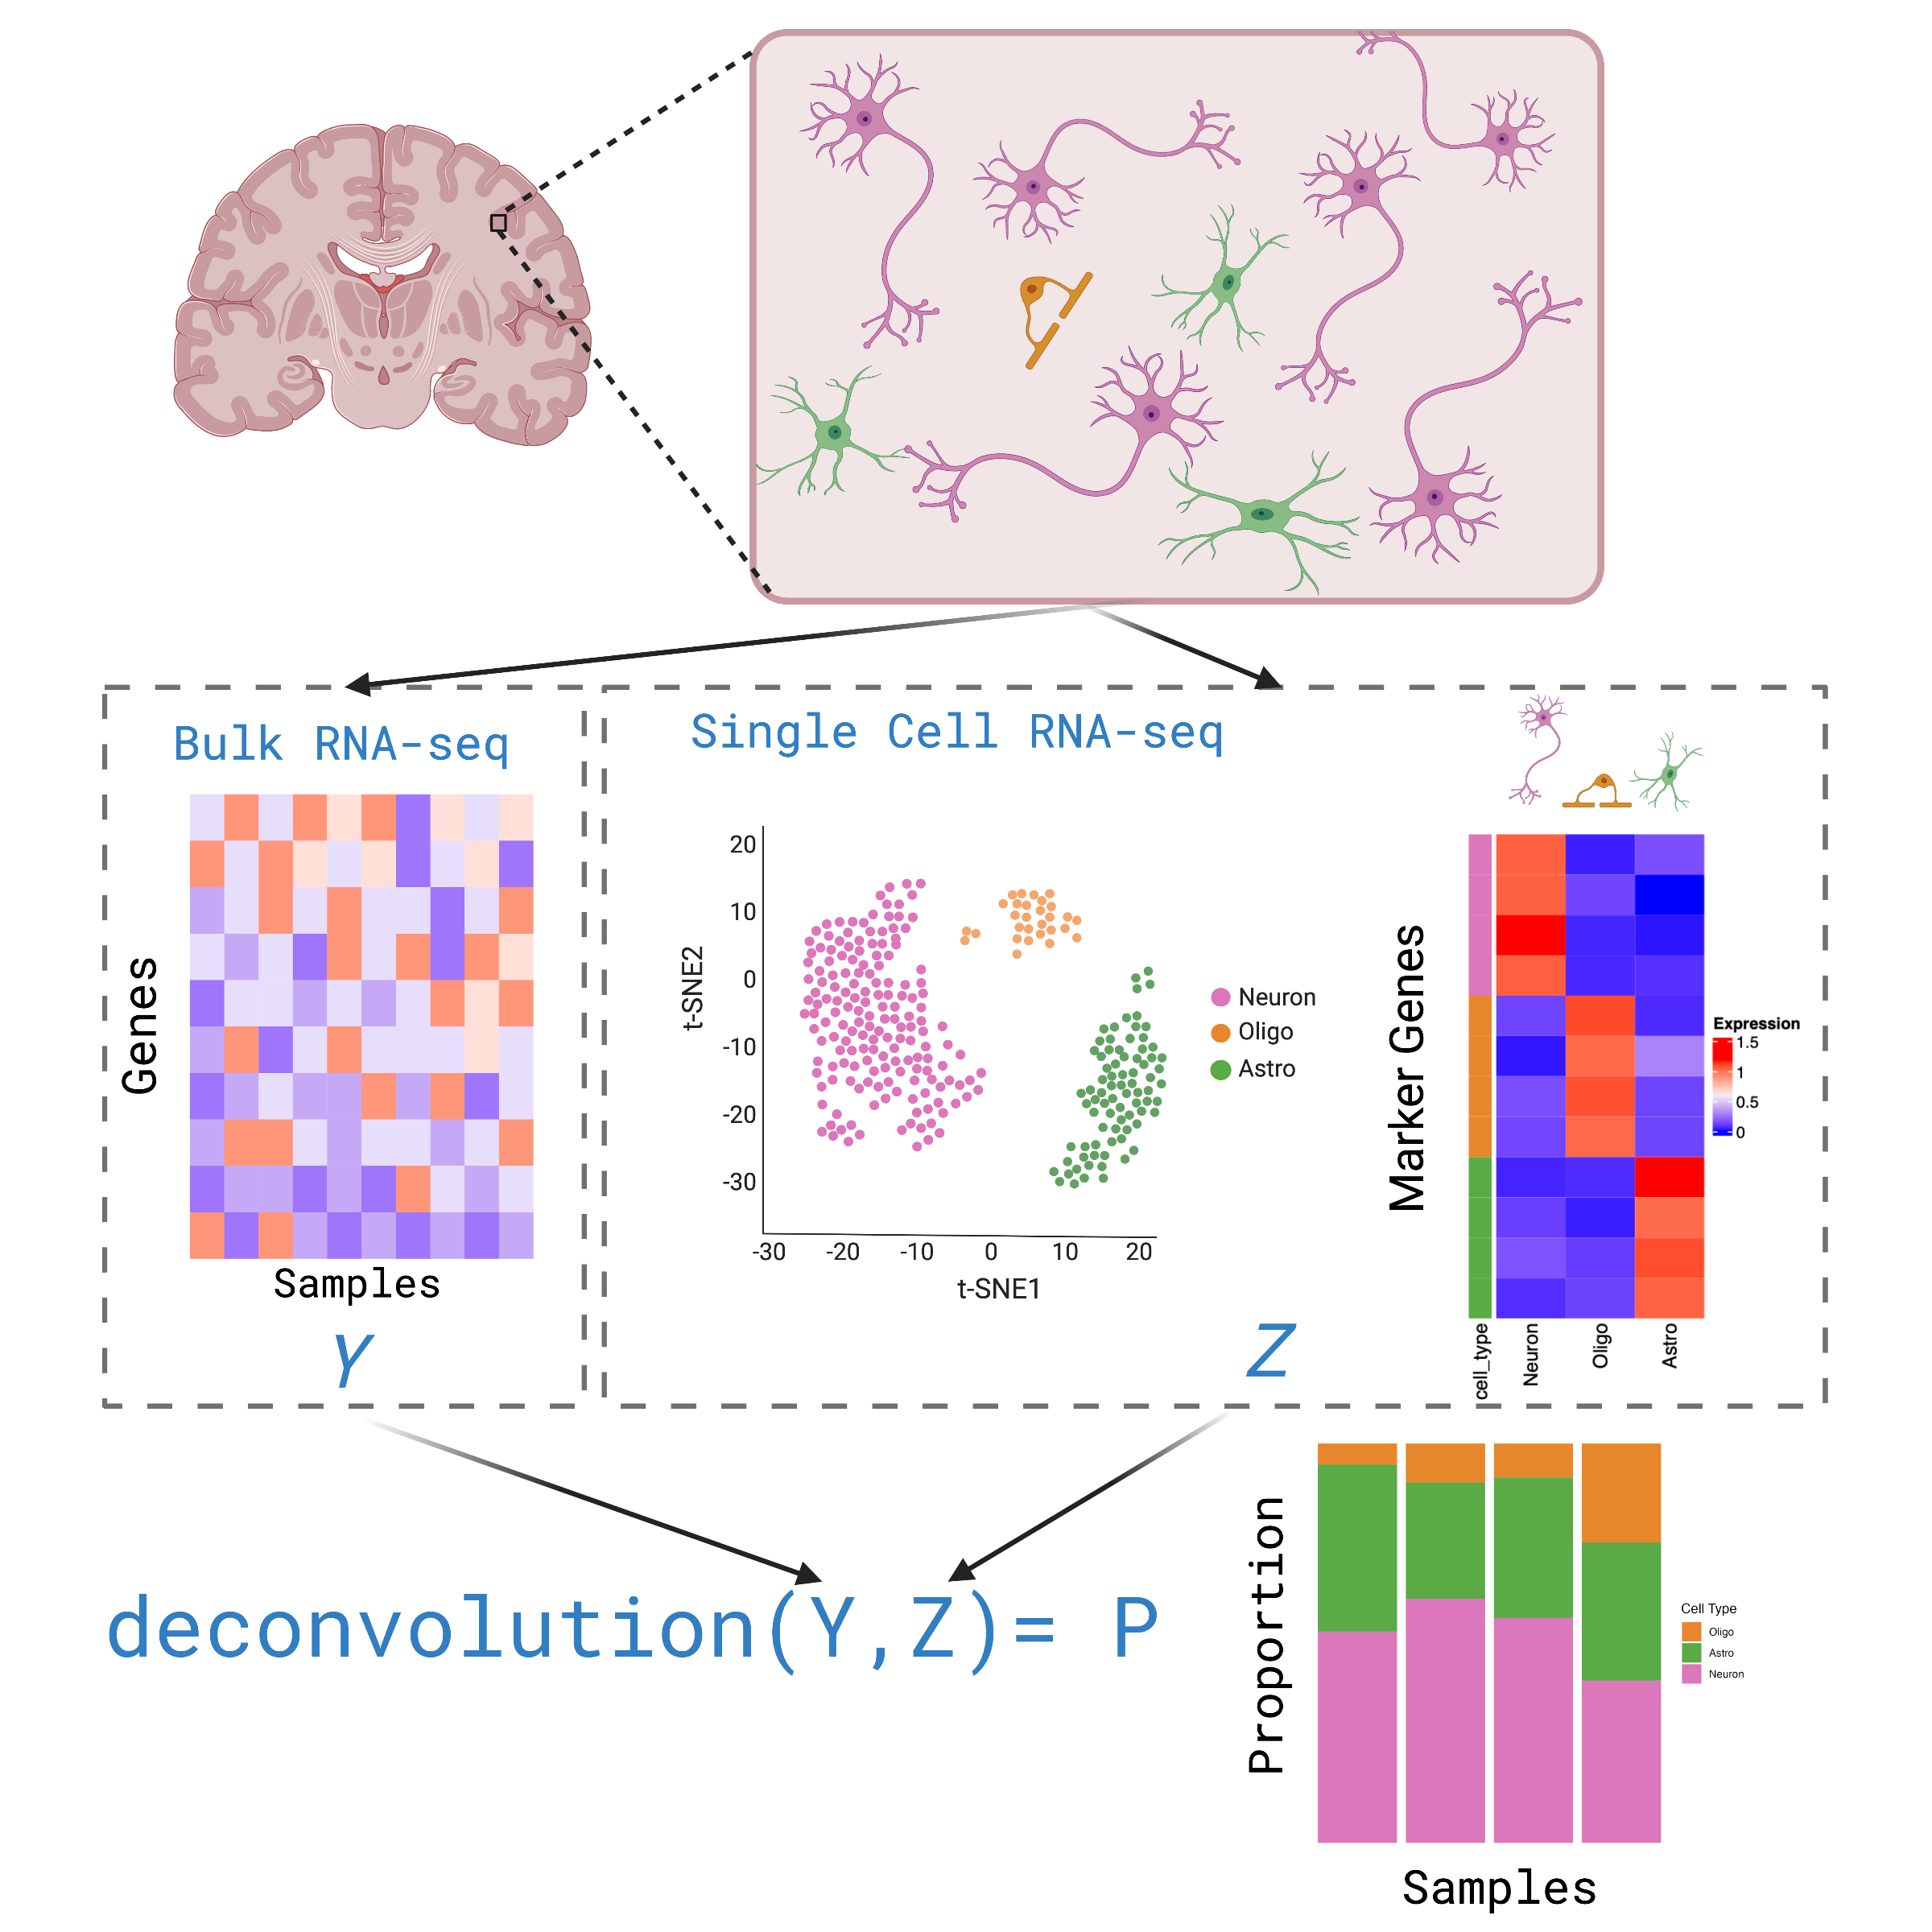 Bulk RNA-seq
Genes
Samples
Y
Single Cell RNA-seq
20
10
0
-10
-20
-30
t-SNE2
-30 -20 -10 0 10 20
t-SNE1
Neuron
Oligo
Astro
Z
Marker Genes
cell_type Neuron Oligo Astro
Expression
1.5
1
0.5
0
deconvolution(Y,Z)= P
Proportion
Samples
Cell Type
Oligo
Astro
Neuron